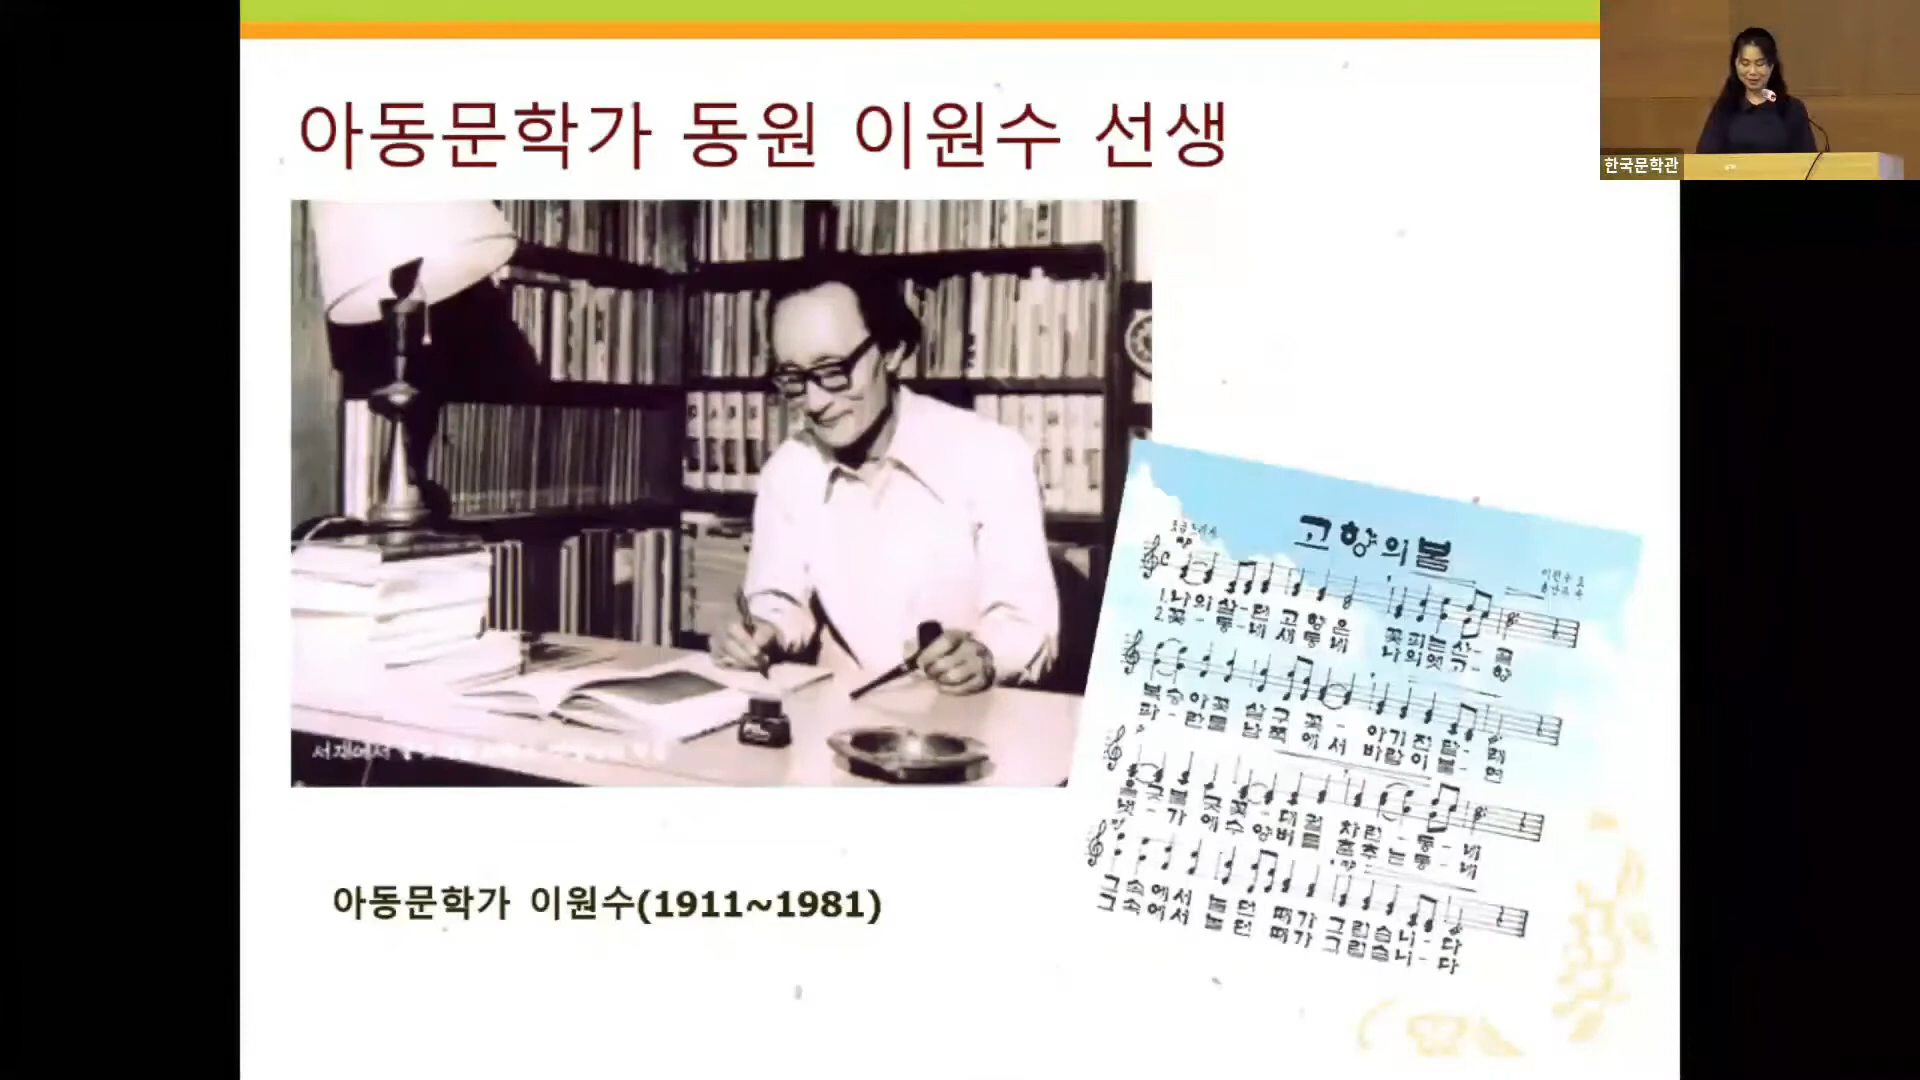 아동문학가 동원 이원수 선생
한국문학관
서재에서
고향의봄
1.나의살-던 고향은 꽃피는산-골
2.꽃-동-네 새동네 나의옛고-향
복숭아꽃 살구꽃- 아기진달-래
파-란들 남쪽에서 바람이불-면
울긋불긋꽃-대궐 차린-동-네
냇-가에수양버들 춤추는동-네
그속에서 놀던 때가 그립습니-다
그속에서 놀던 때가 그립습니-다
아동문학가 이원수(1911~1981)